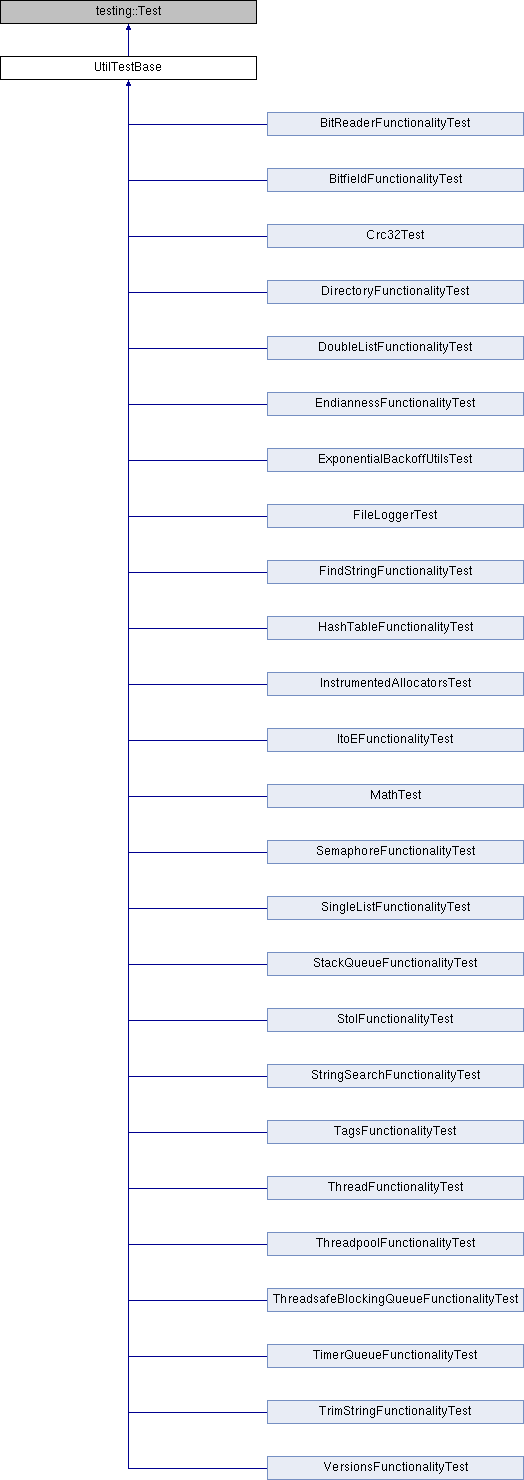 testing::Test
UtilTestBase
BitReaderFunctionalityTest
BitfieldFunctionalityTest
Crc32Test
DirectoryFunctionalityTest
DoubleListFunctionalityTest
EndiannessFunctionalityTest
ExponentialBackoffUtilsTest
FileLoggerTest
FindStringFunctionalityTest
HashTableFunctionalityTest
InstrumentedAllocatorsTest
ItoEFunctionalityTest
MathTest
SemaphoreFunctionalityTest
SingleListFunctionalityTest
StackQueueFunctionalityTest
StolFunctionalityTest
StringSearchFunctionalityTest
TagsFunctionalityTest
ThreadFunctionalityTest
ThreadpoolFunctionalityTest
ThreadsafeBlockingQueueFunctionalityTest
TimerQueueFunctionalityTest
TrimStringFunctionalityTest
VersionsFunctionalityTest